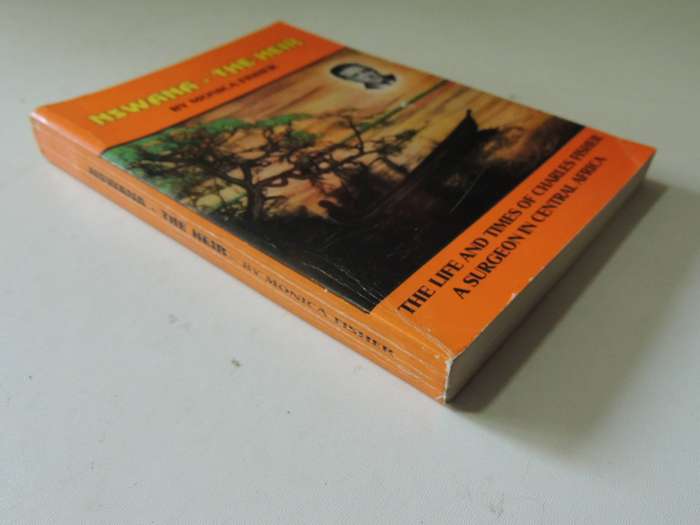 NSWANA - THE HEIR
BY MONICA FISHER
THE LIFE AND TIMES OF CHARLES FISHER
A SURGEON IN CENTRAL AFRICA
NSWANA - THE HEIR BY MONICA FISHER